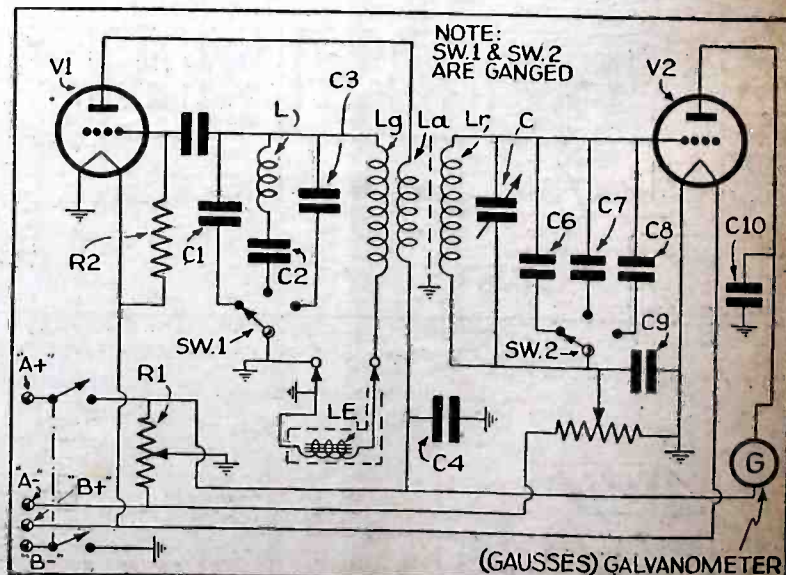 NOTE:
SW.1 & SW.2
ARE GANGED
V1
V2
C3
L)
Lg
La
Lr,
C
C6
C7
C8
C10
R2
C1
C2
C9
SW.1
SW.2
"A+"
R1
LE
C4
"A-"
"B+"
"B-"
G
(GAUSSES) GALVANOMETER